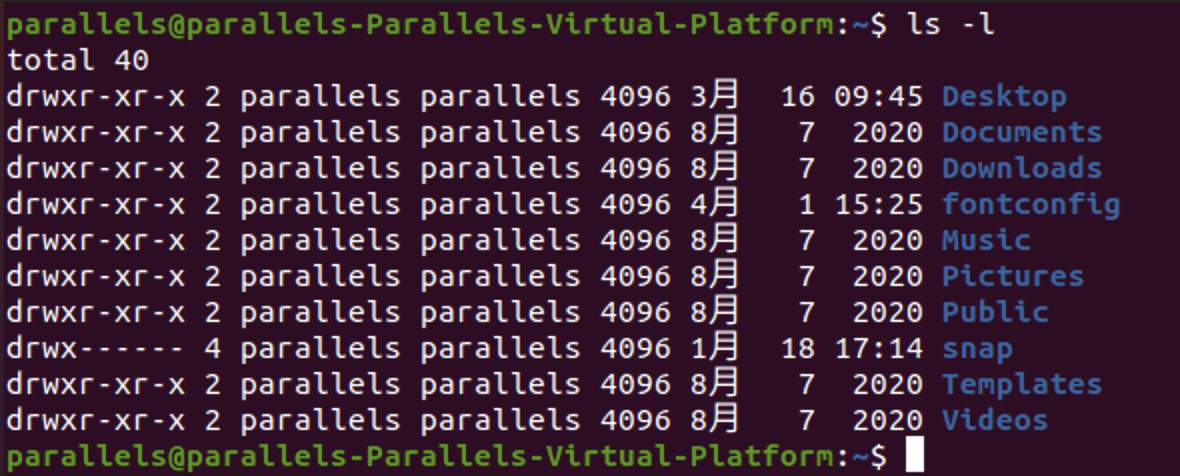 parallels@parallels-Parallels-Virtual-Platform:~$ ls -l
total 40
drwxr-xr-x 2 parallels parallels 4096 3月  16 09:45 Desktop
drwxr-xr-x 2 parallels parallels 4096 8月   7  2020 Documents
drwxr-xr-x 2 parallels parallels 4096 8月   7  2020 Downloads
drwxr-xr-x 2 parallels parallels 4096 4月   1 15:25 fontconfig
drwxr-xr-x 2 parallels parallels 4096 8月   7  2020 Music
drwxr-xr-x 2 parallels parallels 4096 8月   7  2020 Pictures
drwxr-xr-x 2 parallels parallels 4096 8月   7  2020 Public
drwx------ 4 parallels parallels 4096 1月  18 17:14 snap
drwxr-xr-x 2 parallels parallels 4096 8月   7  2020 Templates
drwxr-xr-x 2 parallels parallels 4096 8月   7  2020 Videos
parallels@parallels-Parallels-Virtual-Platform:~$